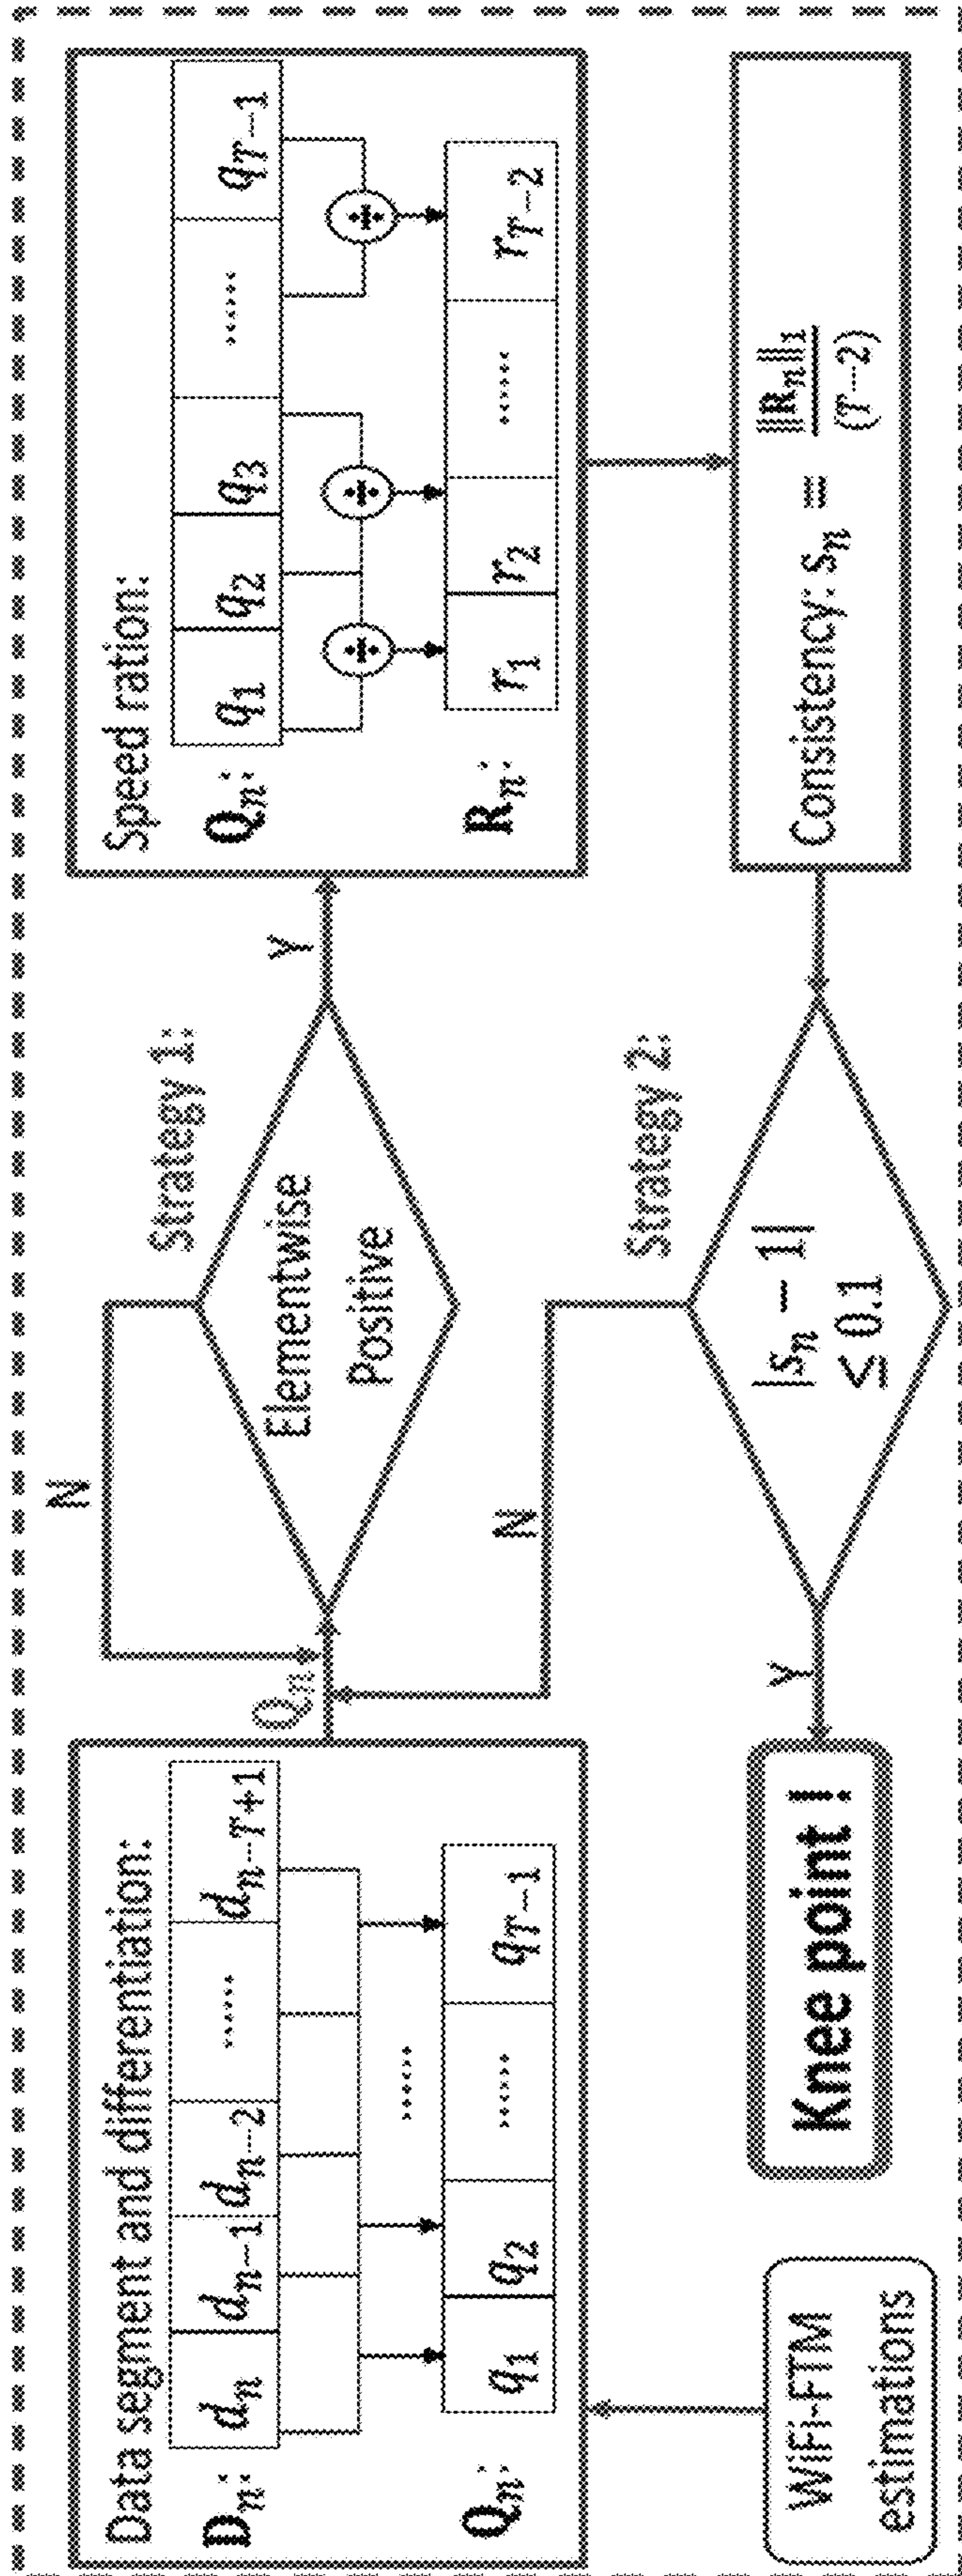 Data segment and differentiation:
D_n: d_n d_{n-1} d_{n-2} ...... d_{n-T+1}
......
Q_n: q_1 q_2 ...... q_{T-1}
WiFi-FTM
estimations
Q_n
N
Strategy 1:
Elementwise
Positive
Y
Speed ration:
Q_n: q_1 q_2 q_3 ...... q_{T-1}
÷ ÷ ÷
R_n: r_1 r_2 ...... r_{T-2}
Consistency: s_n = ‖R_n‖_1 / (T-2)
Strategy 2:
|s_n − 1|
≤ 0.1
N
Y
Knee point !